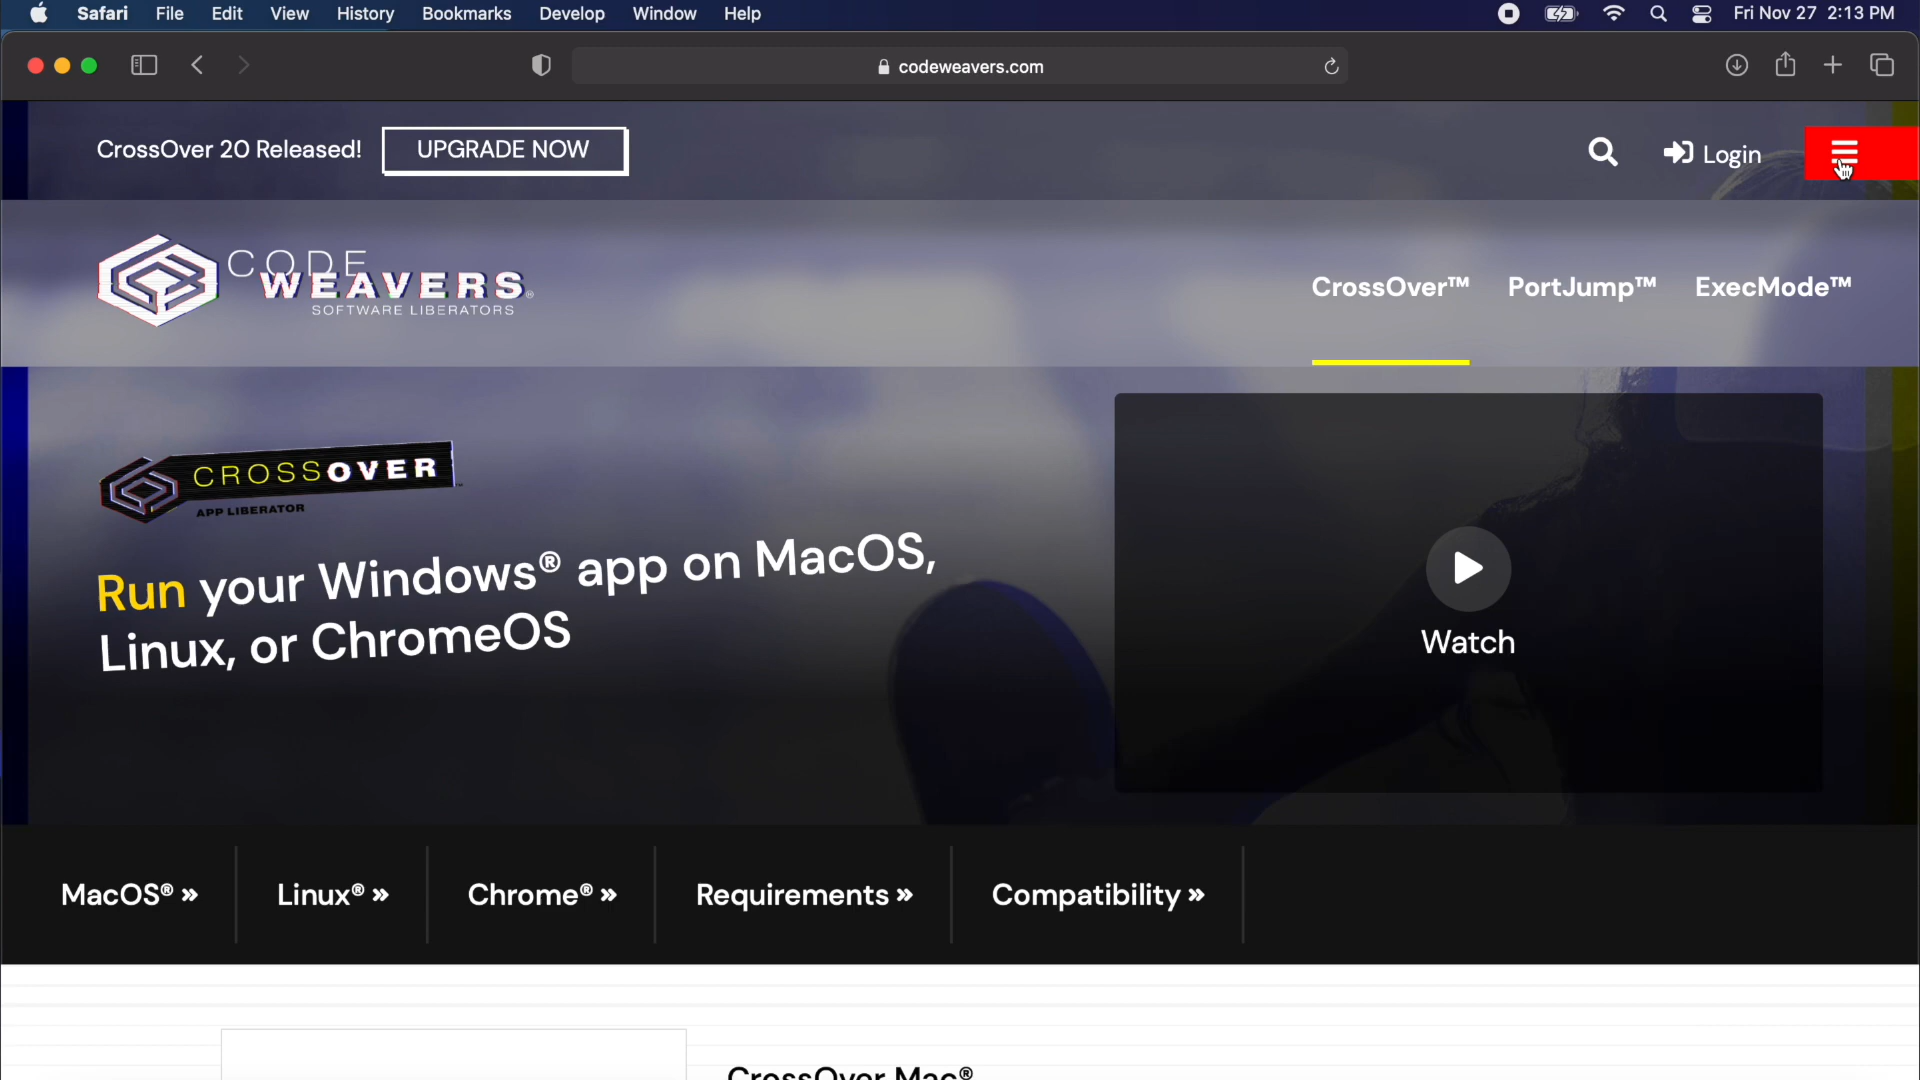 Safari File Edit View History Bookmarks Develop Window Help Fri Nov 27 2:13 PM
codeweavers.com
CrossOver 20 Released! UPGRADE NOW Login
CODE
WEAVERS®
SOFTWARE LIBERATORS
CrossOver™ PortJump™ ExecMode™
CROSSOVER™
APP LIBERATOR
Run your Windows® app on MacOS,
Linux, or ChromeOS
Watch
MacOS® » Linux® » Chrome® » Requirements » Compatibility »
CrossOver Mac®